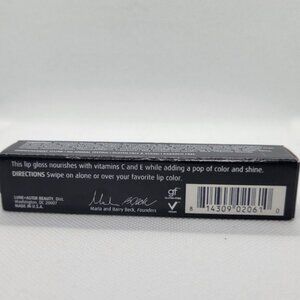 This lip gloss nourishes with vitamins C and E while adding a pop of color and shine.
DIRECTIONS Swipe on alone or over your favorite lip color.
LUNE+ASTER BEAUTY, Dist.
Washington, DC 20007
MADE IN U.S.A.
Marla and Barry Beck, Founders
gf
V
8 14309 02061 0